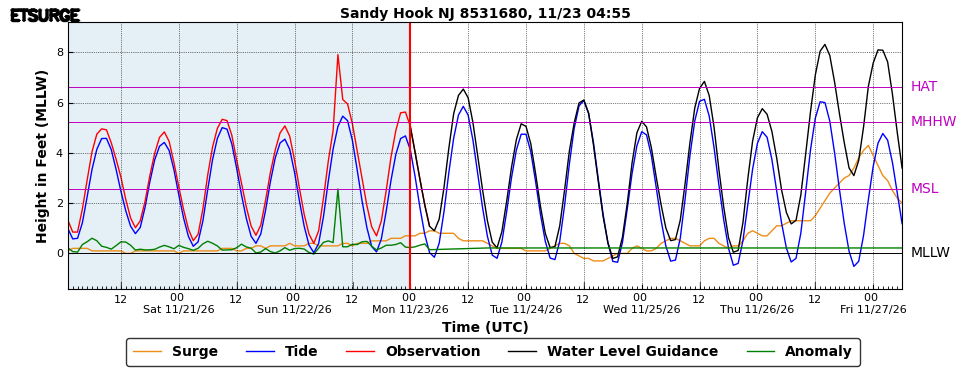 ETSURGE
Sandy Hook NJ 8531680, 11/23 04:55
Height in Feet (MLLW)
8
6
4
2
0
HAT
MHHW
MSL
MLLW
12 00 12 00 12 00 12 00 12 00 12 00 12 00
Sat 11/21/26 Sun 11/22/26 Mon 11/23/26 Tue 11/24/26 Wed 11/25/26 Thu 11/26/26 Fri 11/27/26
Time (UTC)
Surge Tide Observation Water Level Guidance Anomaly